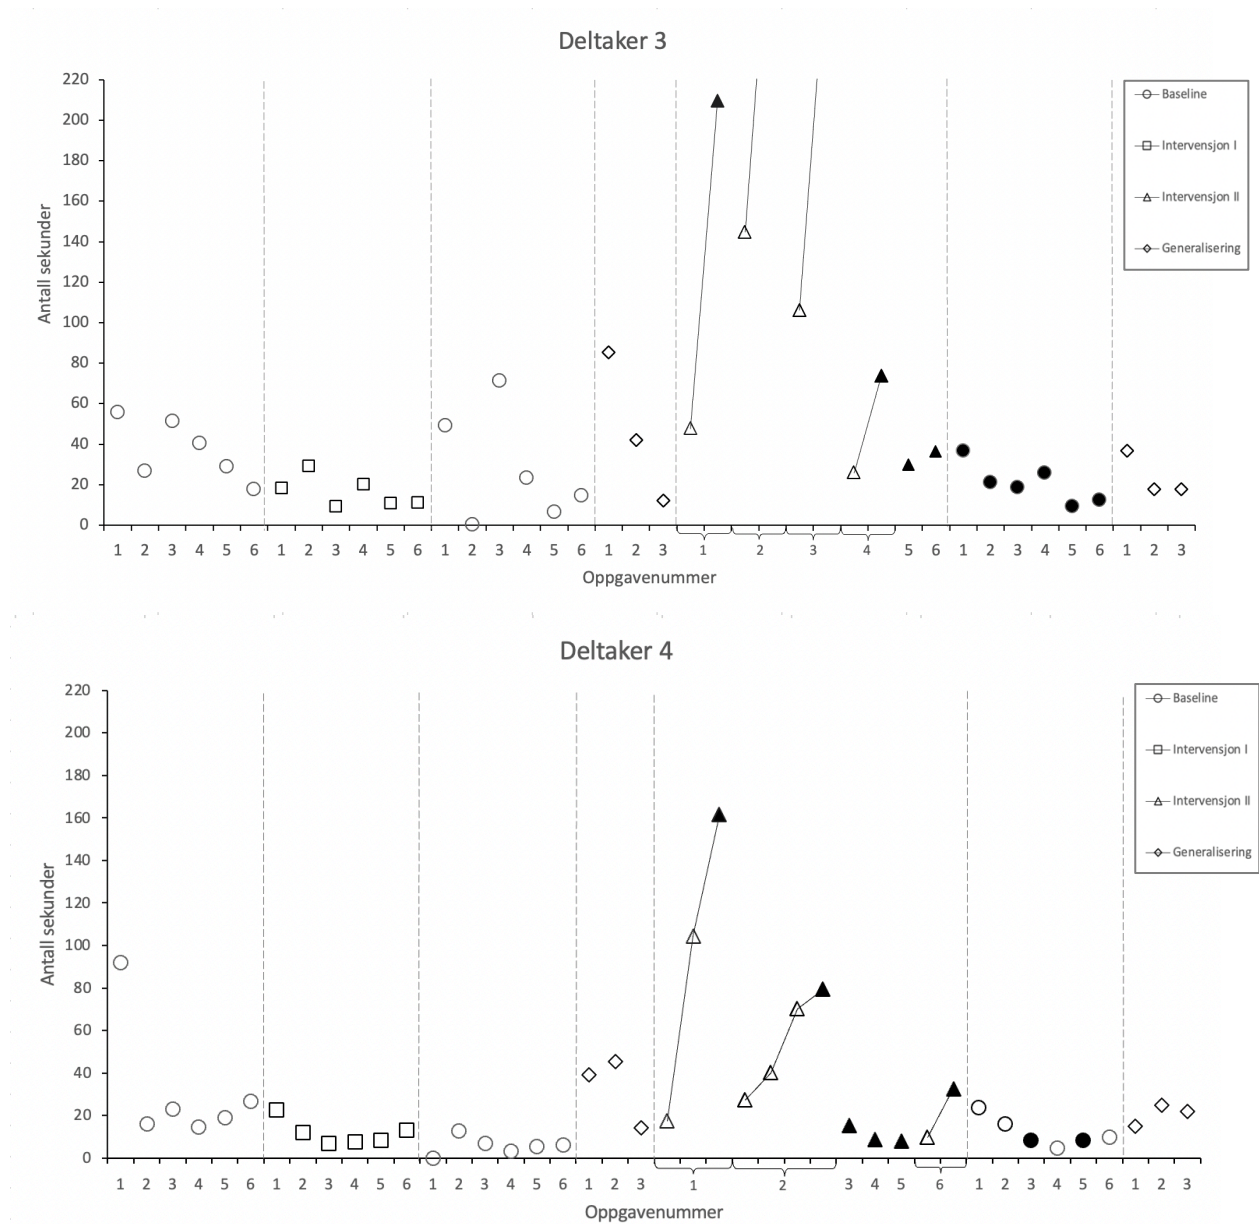 Deltaker 3
220
200
180
160
140
120
100
80
60
40
20
0
Antall sekunder
1 2 3 4 5 6 1 2 3 4 5 6 1 2 3 4 5 6 1 2 3 1 2 3 4 5 6 1 2 3 4 5 6 1 2 3
Oppgavenummer
Baseline
Intervensjon I
Intervensjon II
Generalisering
Deltaker 4
220
200
180
160
140
120
100
80
60
40
20
0
Antall sekunder
1 2 3 4 5 6 1 2 3 4 5 6 1 2 3 4 5 6 1 2 3 1 2 3 4 5 6 1 2 3 4 5 6 1 2 3
Oppgavenummer
Baseline
Intervensjon I
Intervensjon II
Generalisering